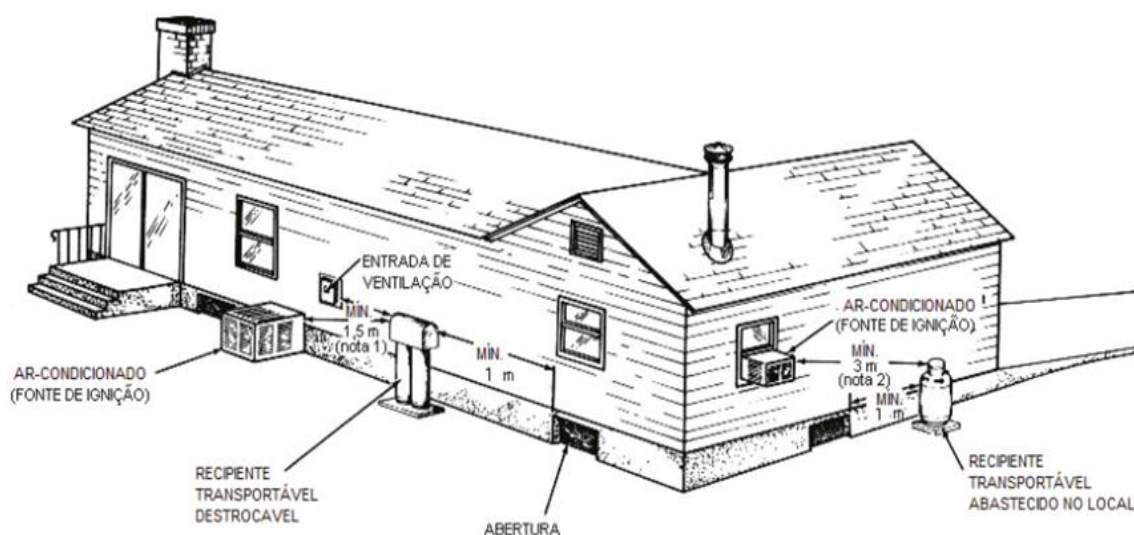 ENTRADA DE
VENTILAÇÃO
MÍN.
1,5 m
(nota 1)
MÍN.
1 m
AR-CONDICIONADO
(FONTE DE IGNIÇÃO)
MÍN.
3 m
(nota 2)
MÍN.
1 m
AR-CONDICIONADO
(FONTE DE IGNIÇÃO)
RECIPIENTE
TRANSPORTÁVEL
DESTROCAVEL
ABERTURA
RECIPIENTE
TRANSPORTÁVEL
ABASTECIDO NO LOCAL